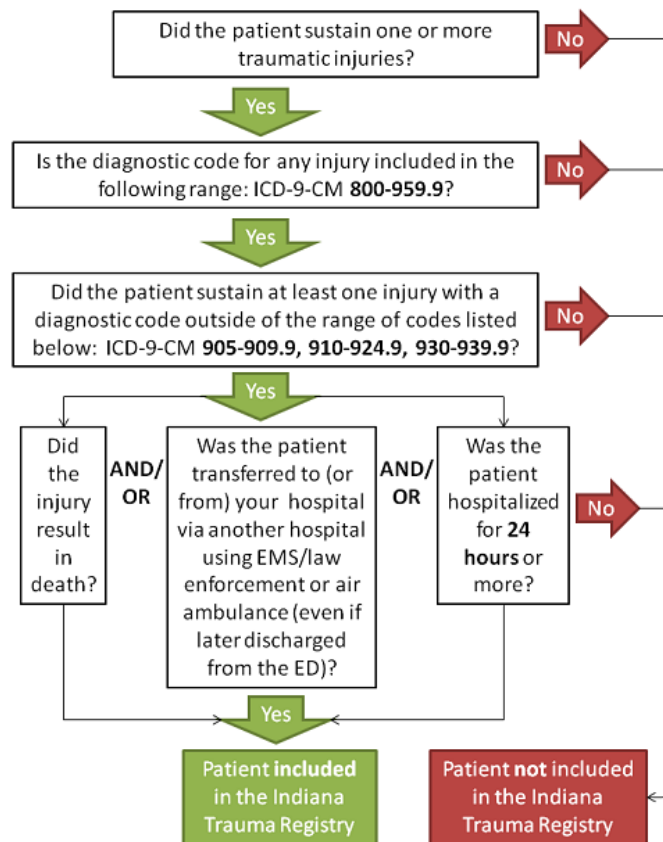 Did the patient sustain one or more
traumatic injuries?
No
Yes
Is the diagnostic code for any injury included in the
following range: ICD-9-CM 800-959.9?
No
Yes
Did the patient sustain at least one injury with a
diagnostic code outside of the range of codes listed
below: ICD-9-CM 905-909.9, 910-924.9, 930-939.9?
No
Yes
Did
the
injury
result
in
death?
AND/
OR
Was the patient
transferred to (or
from) your hospital
via another hospital
using EMS/law
enforcement or air
ambulance (even if
later discharged
from the ED)?
AND/
OR
Was the
patient
hospitalized
for 24
hours or
more?
No
Yes
Patient included
in the Indiana
Trauma Registry
Patient not included
in the Indiana
Trauma Registry